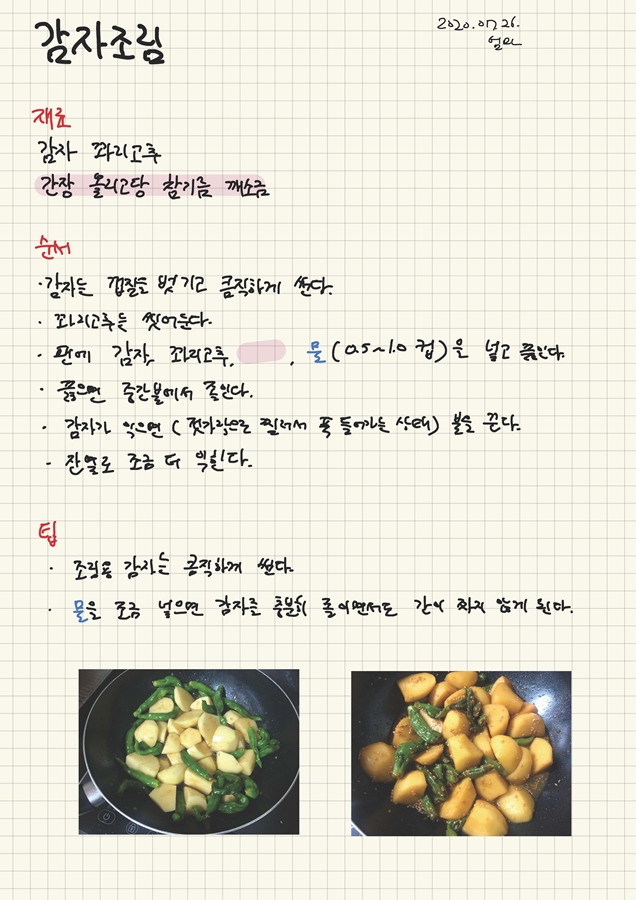 감자조림
2020.07.26.
엄마
재료
감자 꽈리고추
간장 올리고당 참기름 깨소금
순서
· 감자는 껍질을 벗기고 큼직하게 썬다.
· 꽈리고추는 씻어둔다.
· 팬에 감자, 꽈리고추, , 물 (0.5~1.0 컵)을 넣고 끓인다.
· 끓으면 중간불에서 졸인다.
· 감자가 익으면 (젓가락으로 찔러서 푹 들어가는 상태) 불을 끈다.
· 잔열로 조금 더 익힌다.
팁
· 조림용 감자는 큼직하게 썬다.
· 물을 조금 넣으면 감자를 충분히 졸이면서도 간이 짜지 않게 된다.